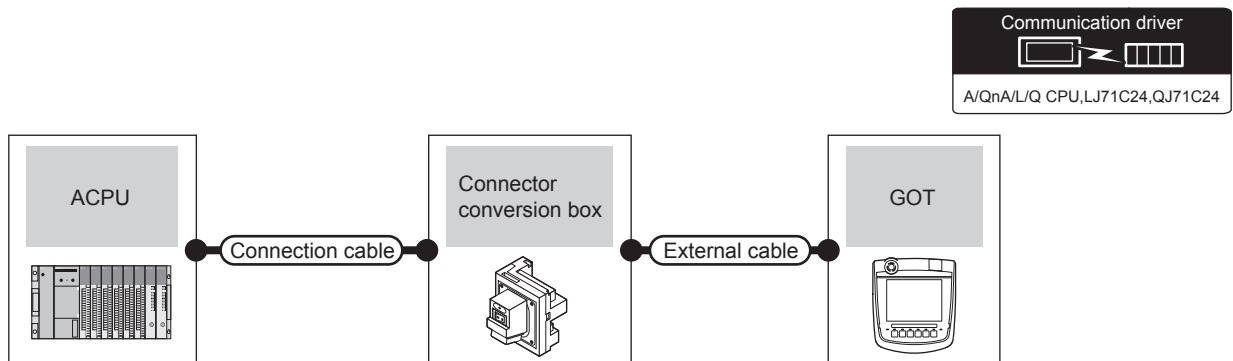 Communication driver
A/QnA/L/Q CPU,LJ71C24,QJ71C24
ACPU
Connection cable
Connector
conversion box
External cable
GOT